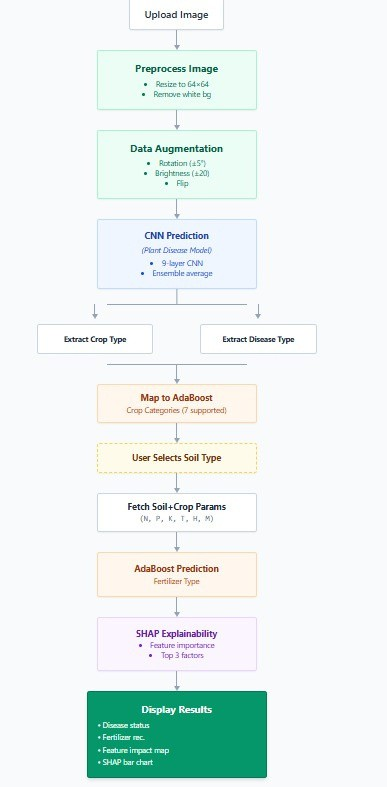 Upload Image
Preprocess Image
• Resize to 64×64
• Remove white bg
Data Augmentation
• Rotation (±5°)
• Brightness (±20)
• Flip
CNN Prediction
(Plant Disease Model)
• 9-layer CNN
• Ensemble average
Extract Crop Type
Extract Disease Type
Map to AdaBoost
Crop Categories (7 supported)
User Selects Soil Type
Fetch Soil+Crop Params
(N, P, K, T, H, M)
AdaBoost Prediction
Fertilizer Type
SHAP Explainability
• Feature importance
• Top 3 factors
Display Results
• Disease status
• Fertilizer rec.
• Feature impact map
• SHAP bar chart